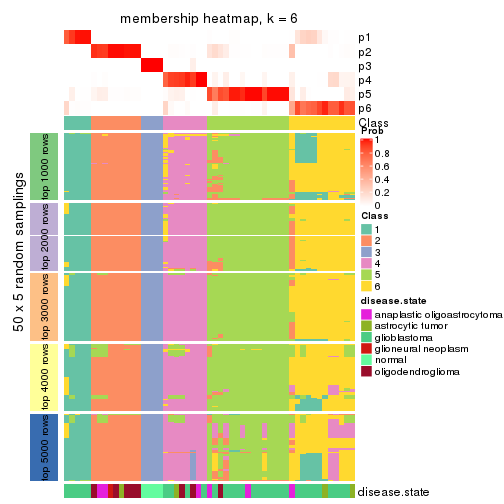 membership heatmap, k = 6
p1
p2
p3
p4
p5
p6
Class
50 x 5 random samplings
top 1000 rows
top 2000 rows
top 3000 rows
top 4000 rows
top 5000 rows
Prob
1
0.8
0.6
0.4
0.2
0
Class
1
2
3
4
5
6
disease.state
anaplastic oligoastrocytoma
astrocytic tumor
glioblastoma
glioneural neoplasm
normal
oligodendroglioma
disease.state